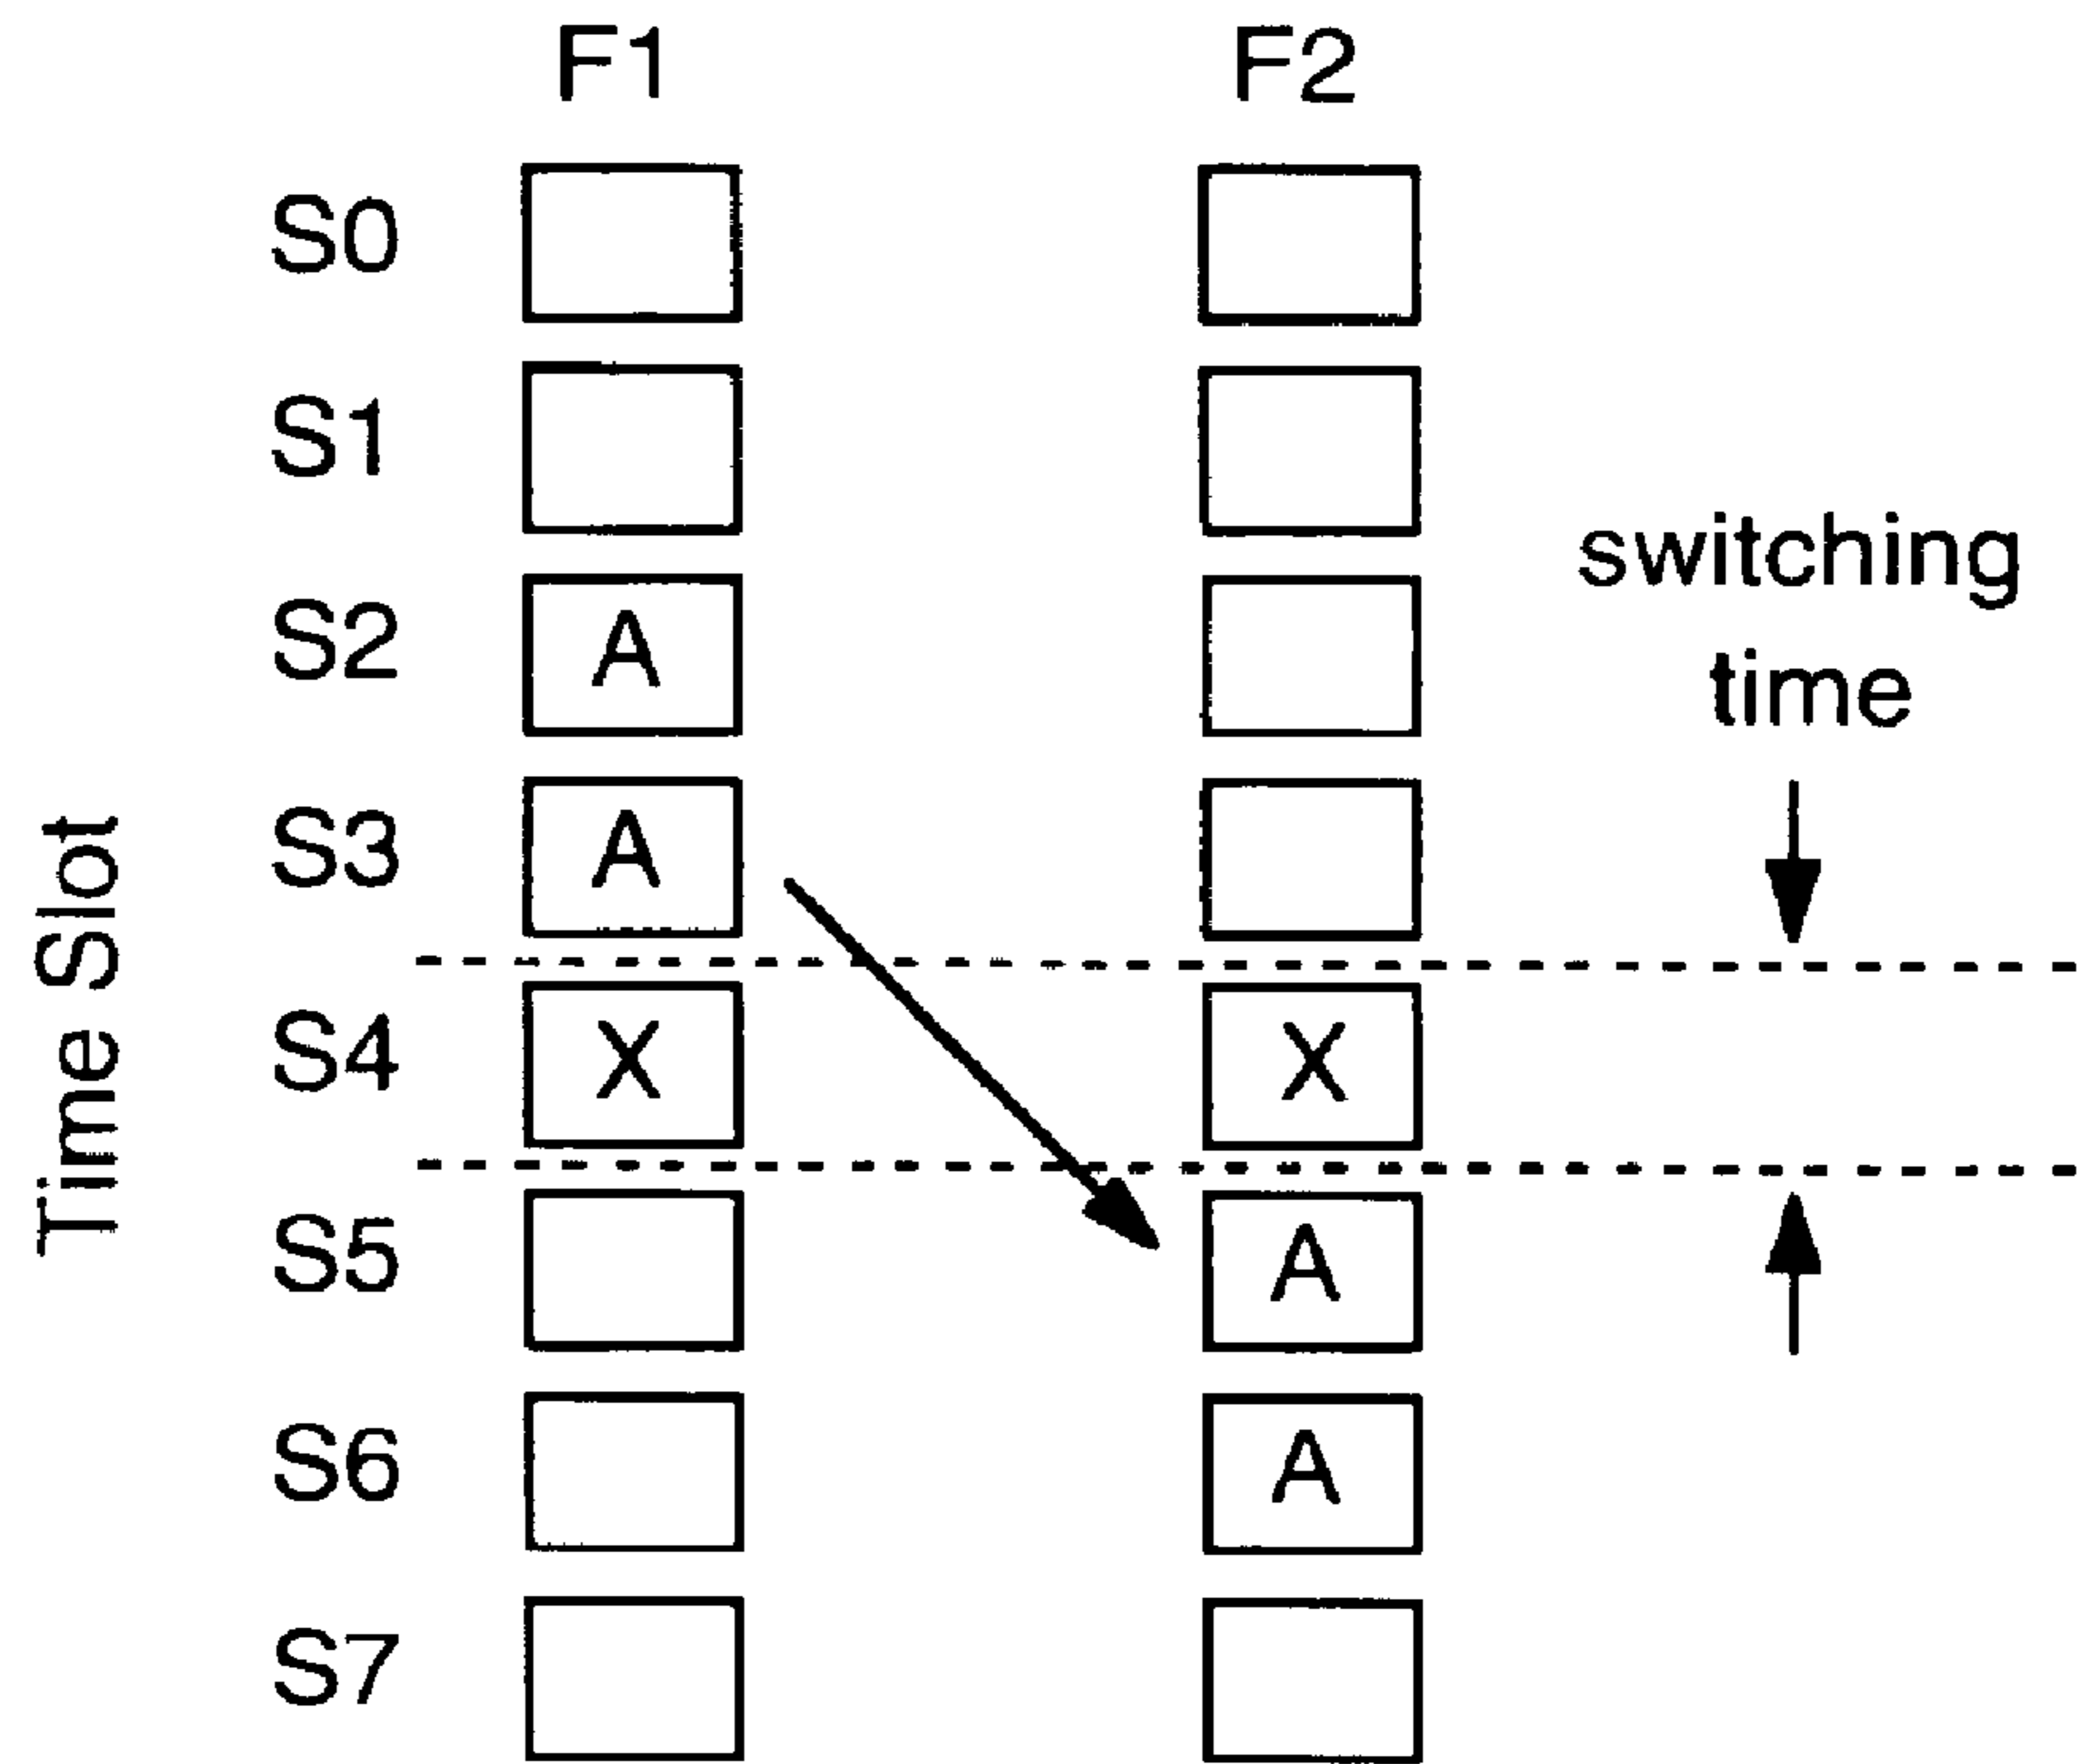 F1 F2
S0
S1
switching
S2 A
time
S3 A
Time Slot
S4 X X
S5 A
S6 A
S7